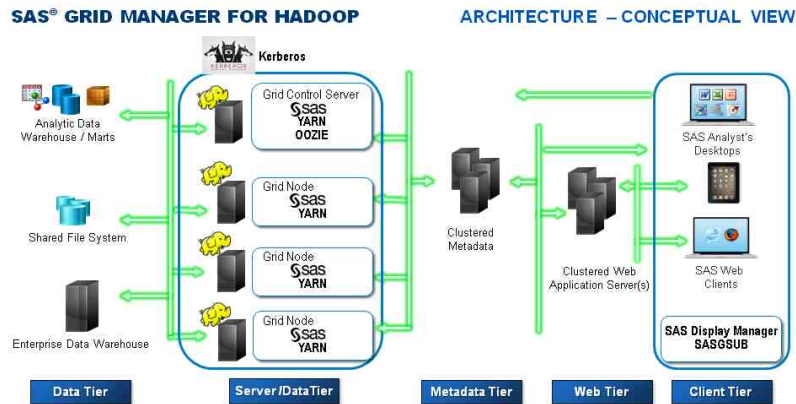 SAS® GRID MANAGER FOR HADOOP
ARCHITECTURE – CONCEPTUAL VIEW
KERBEROS
Kerberos
Analytic Data
Warehouse / Marts
Shared File System
Enterprise Data Warehouse
Grid Control Server
sas
YARN
OOZIE
Grid Node
sas
YARN
Grid Node
sas
YARN
Grid Node
sas
YARN
Clustered
Metadata
Clustered Web
Application Server(s)
SAS Analyst's
Desktops
SAS Web
Clients
SAS Display Manager
SASGSUB
Data Tier
Server/DataTier
Metadata Tier
Web Tier
Client Tier